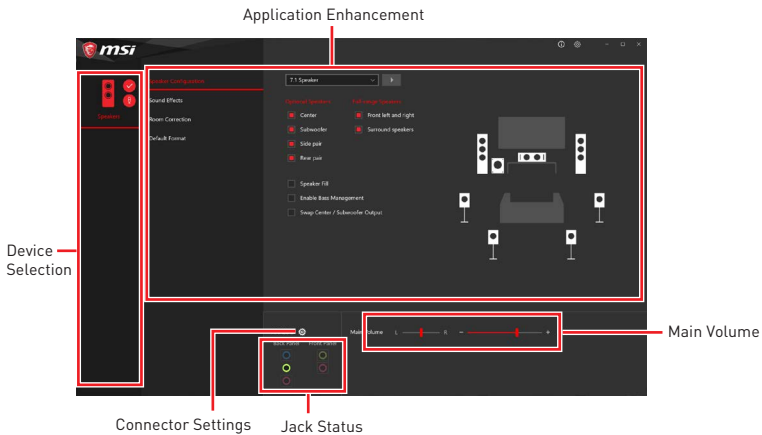 Application Enhancement
msi
Speaker Configuration
7.1 Speaker
Optional Speakers
Full-range Speakers
Center
Front left and right
Subwoofer
Surround speakers
Side pair
Rear pair
Speaker
Sound Effects
Room Correction
Default Format
Speaker Fill
Enable Bass Management
Swap Center / Subwoofer Output
Device
Selection
Main Volume
L
R
Main Volume
Back Panel
Front Panel
Connector Settings
Jack Status